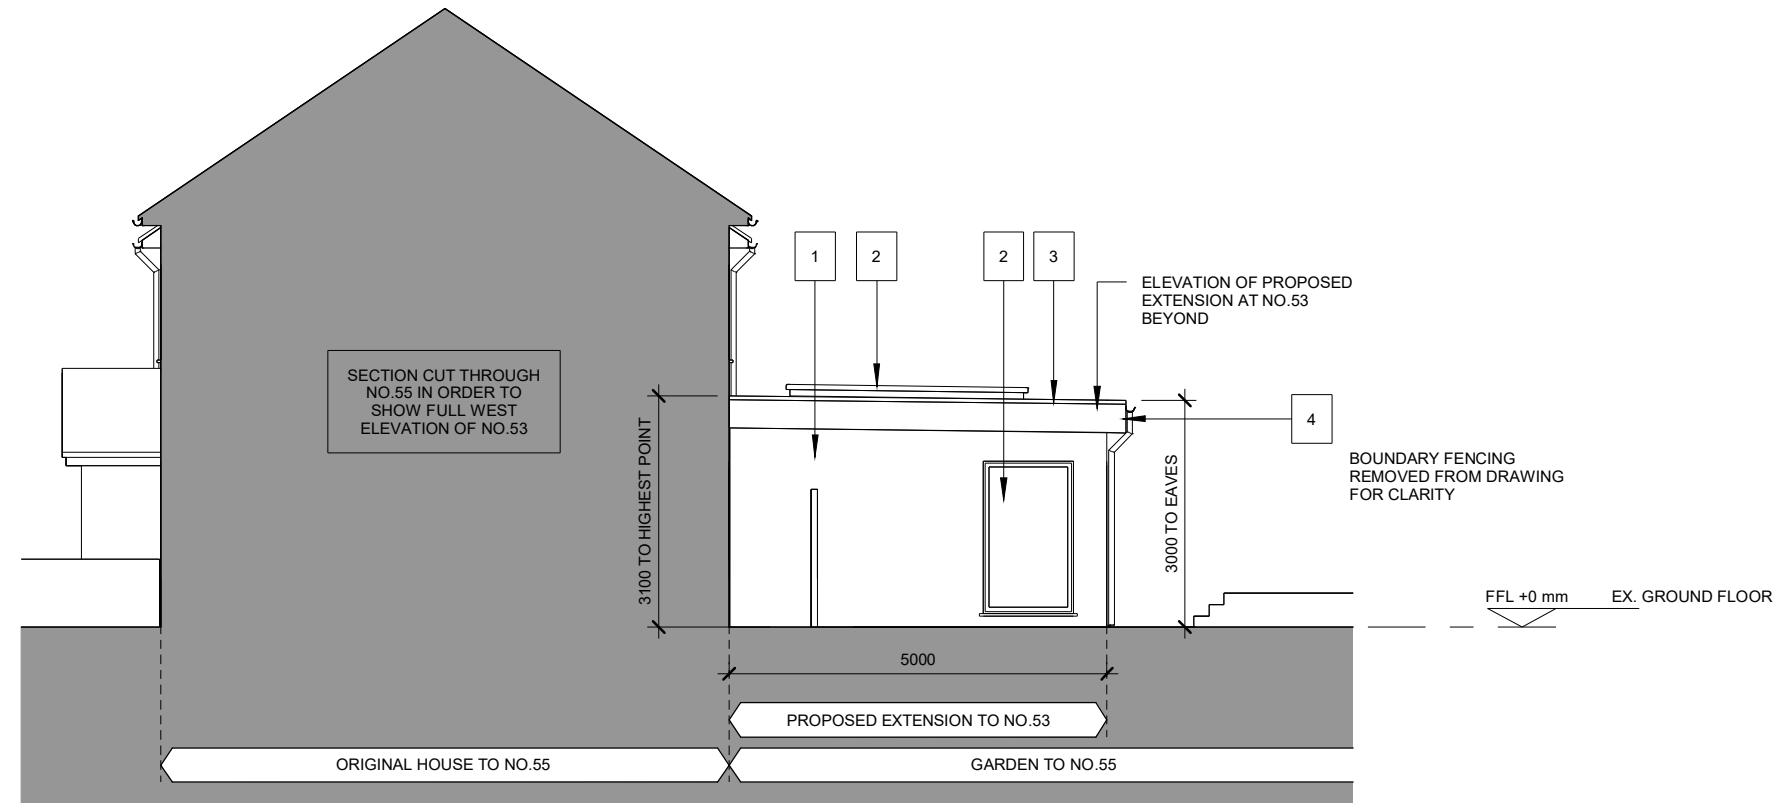 1
2
2
3
ELEVATION OF PROPOSED
EXTENSION AT NO.53
BEYOND
SECTION CUT THROUGH
NO.55 IN ORDER TO
SHOW FULL WEST
ELEVATION OF NO.53
4
3100 TO HIGHEST POINT
3000 TO EAVES
BOUNDARY FENCING
REMOVED FROM DRAWING
FOR CLARITY
FFL +0 mm
EX. GROUND FLOOR
5000
PROPOSED EXTENSION TO NO.53
ORIGINAL HOUSE TO NO.55
GARDEN TO NO.55